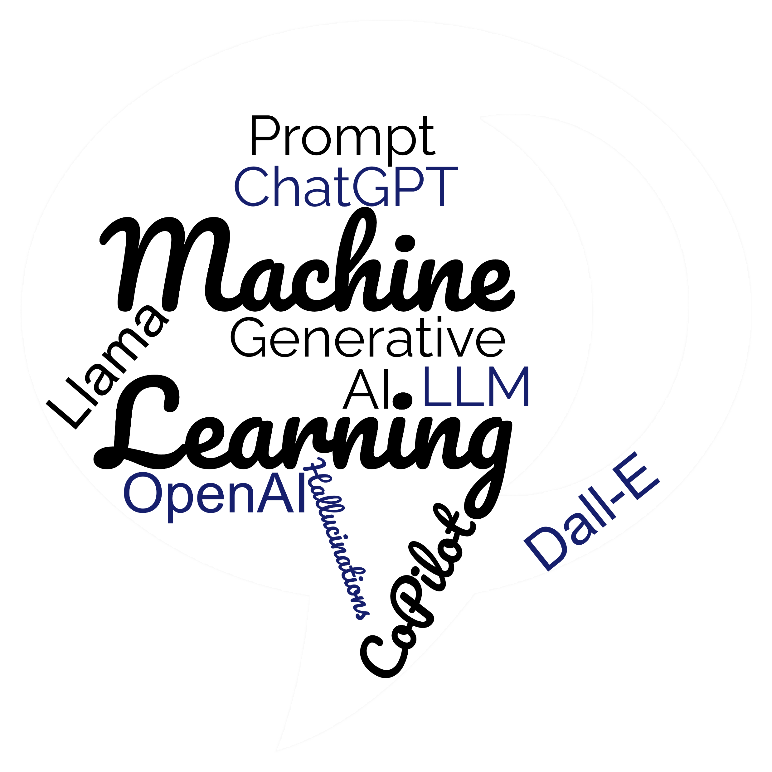 Prompt
ChatGPT
Machine
Llama
Generative
AI LLM
Learning
OpenAI
Hallucinations
CoPilot
Dall-E